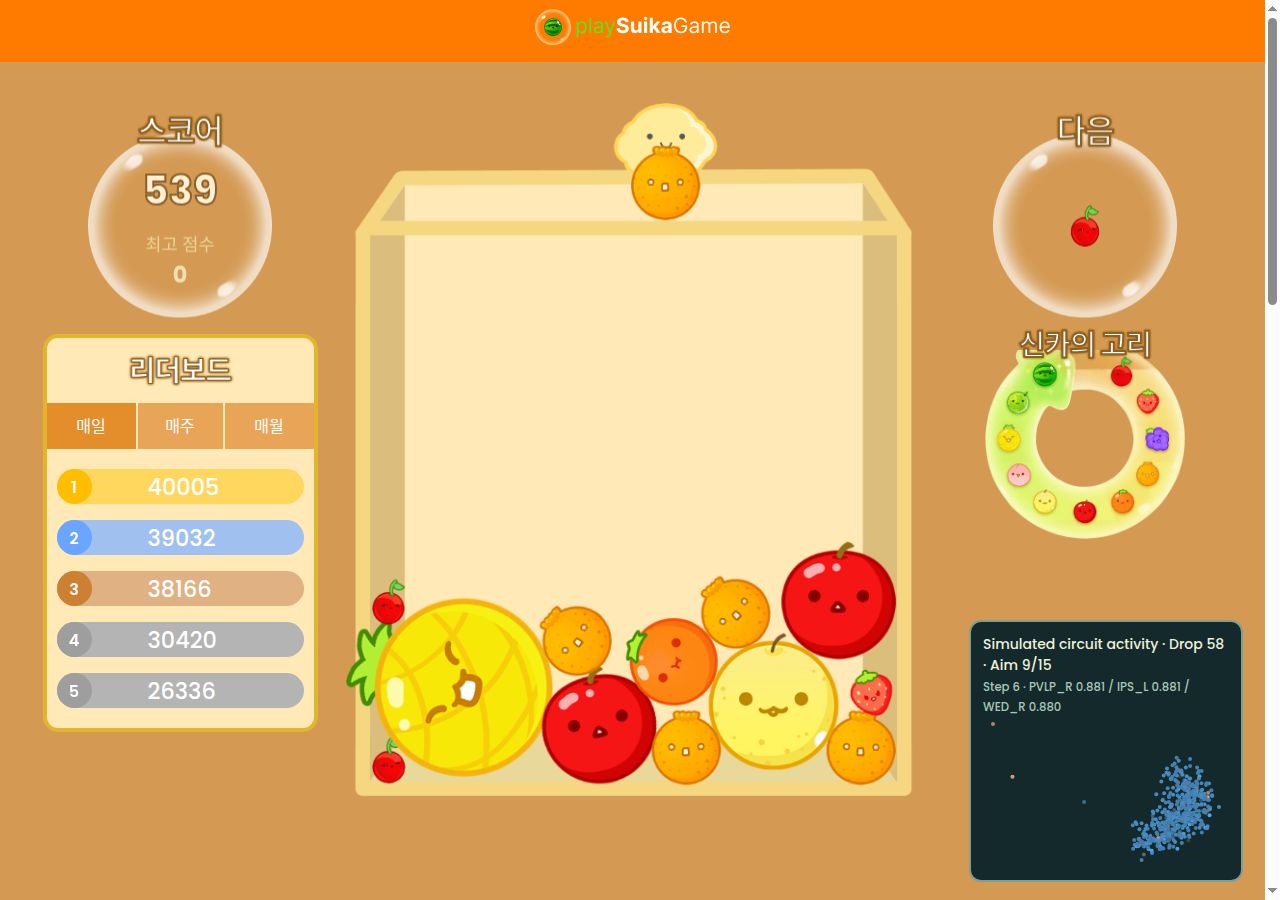 playSuikaGame
스코어
539
최고 점수
0
리더보드
매일 매주 매월
1 40005
2 39032
3 38166
4 30420
5 26336
다음
신카의 고리
Simulated circuit activity · Drop 58
· Aim 9/15
Step 6 · PVLP_R 0.881 / IPS_L 0.881 /
WED_R 0.880